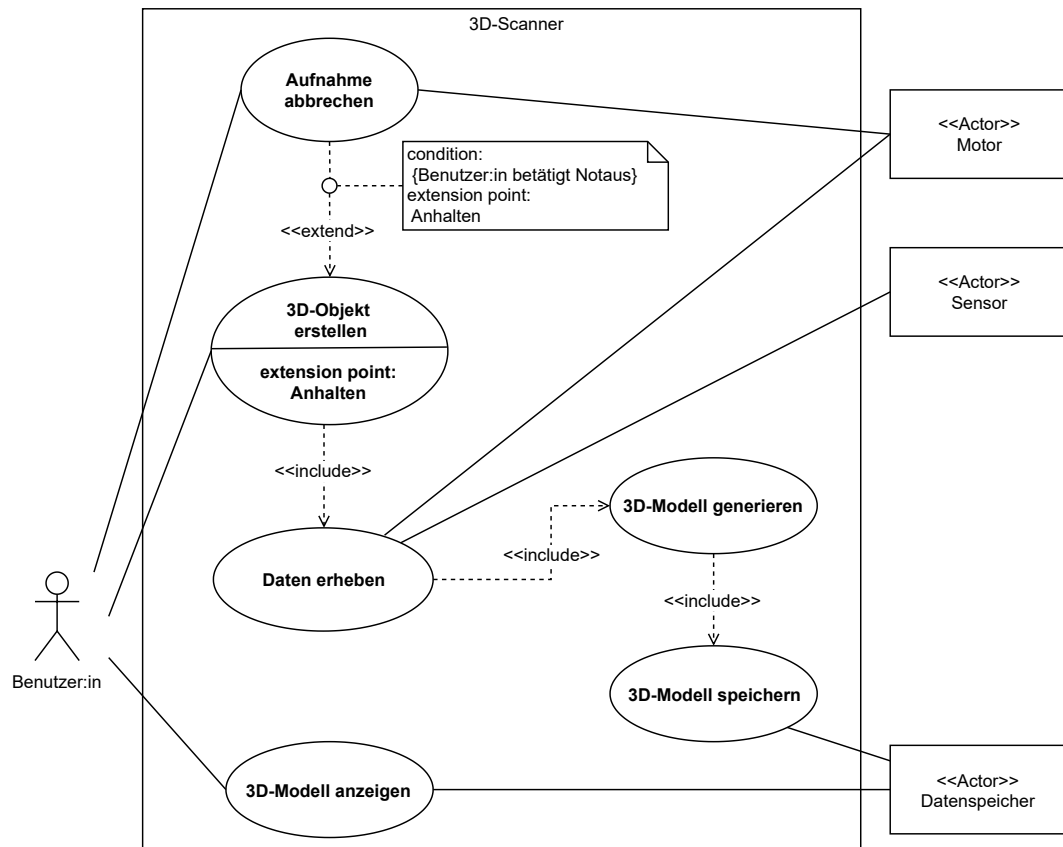 3D-Scanner
Aufnahme
abbrechen
<<Actor>>
Motor
condition:
{Benutzer:in betätigt Notaus}
extension point:
Anhalten
<<extend>>
<<Actor>>
Sensor
3D-Objekt
erstellen
extension point:
Anhalten
<<include>>
3D-Modell generieren
<<include>>
Daten erheben
<<include>>
Benutzer:in
3D-Modell speichern
3D-Modell anzeigen
<<Actor>>
Datenspeicher